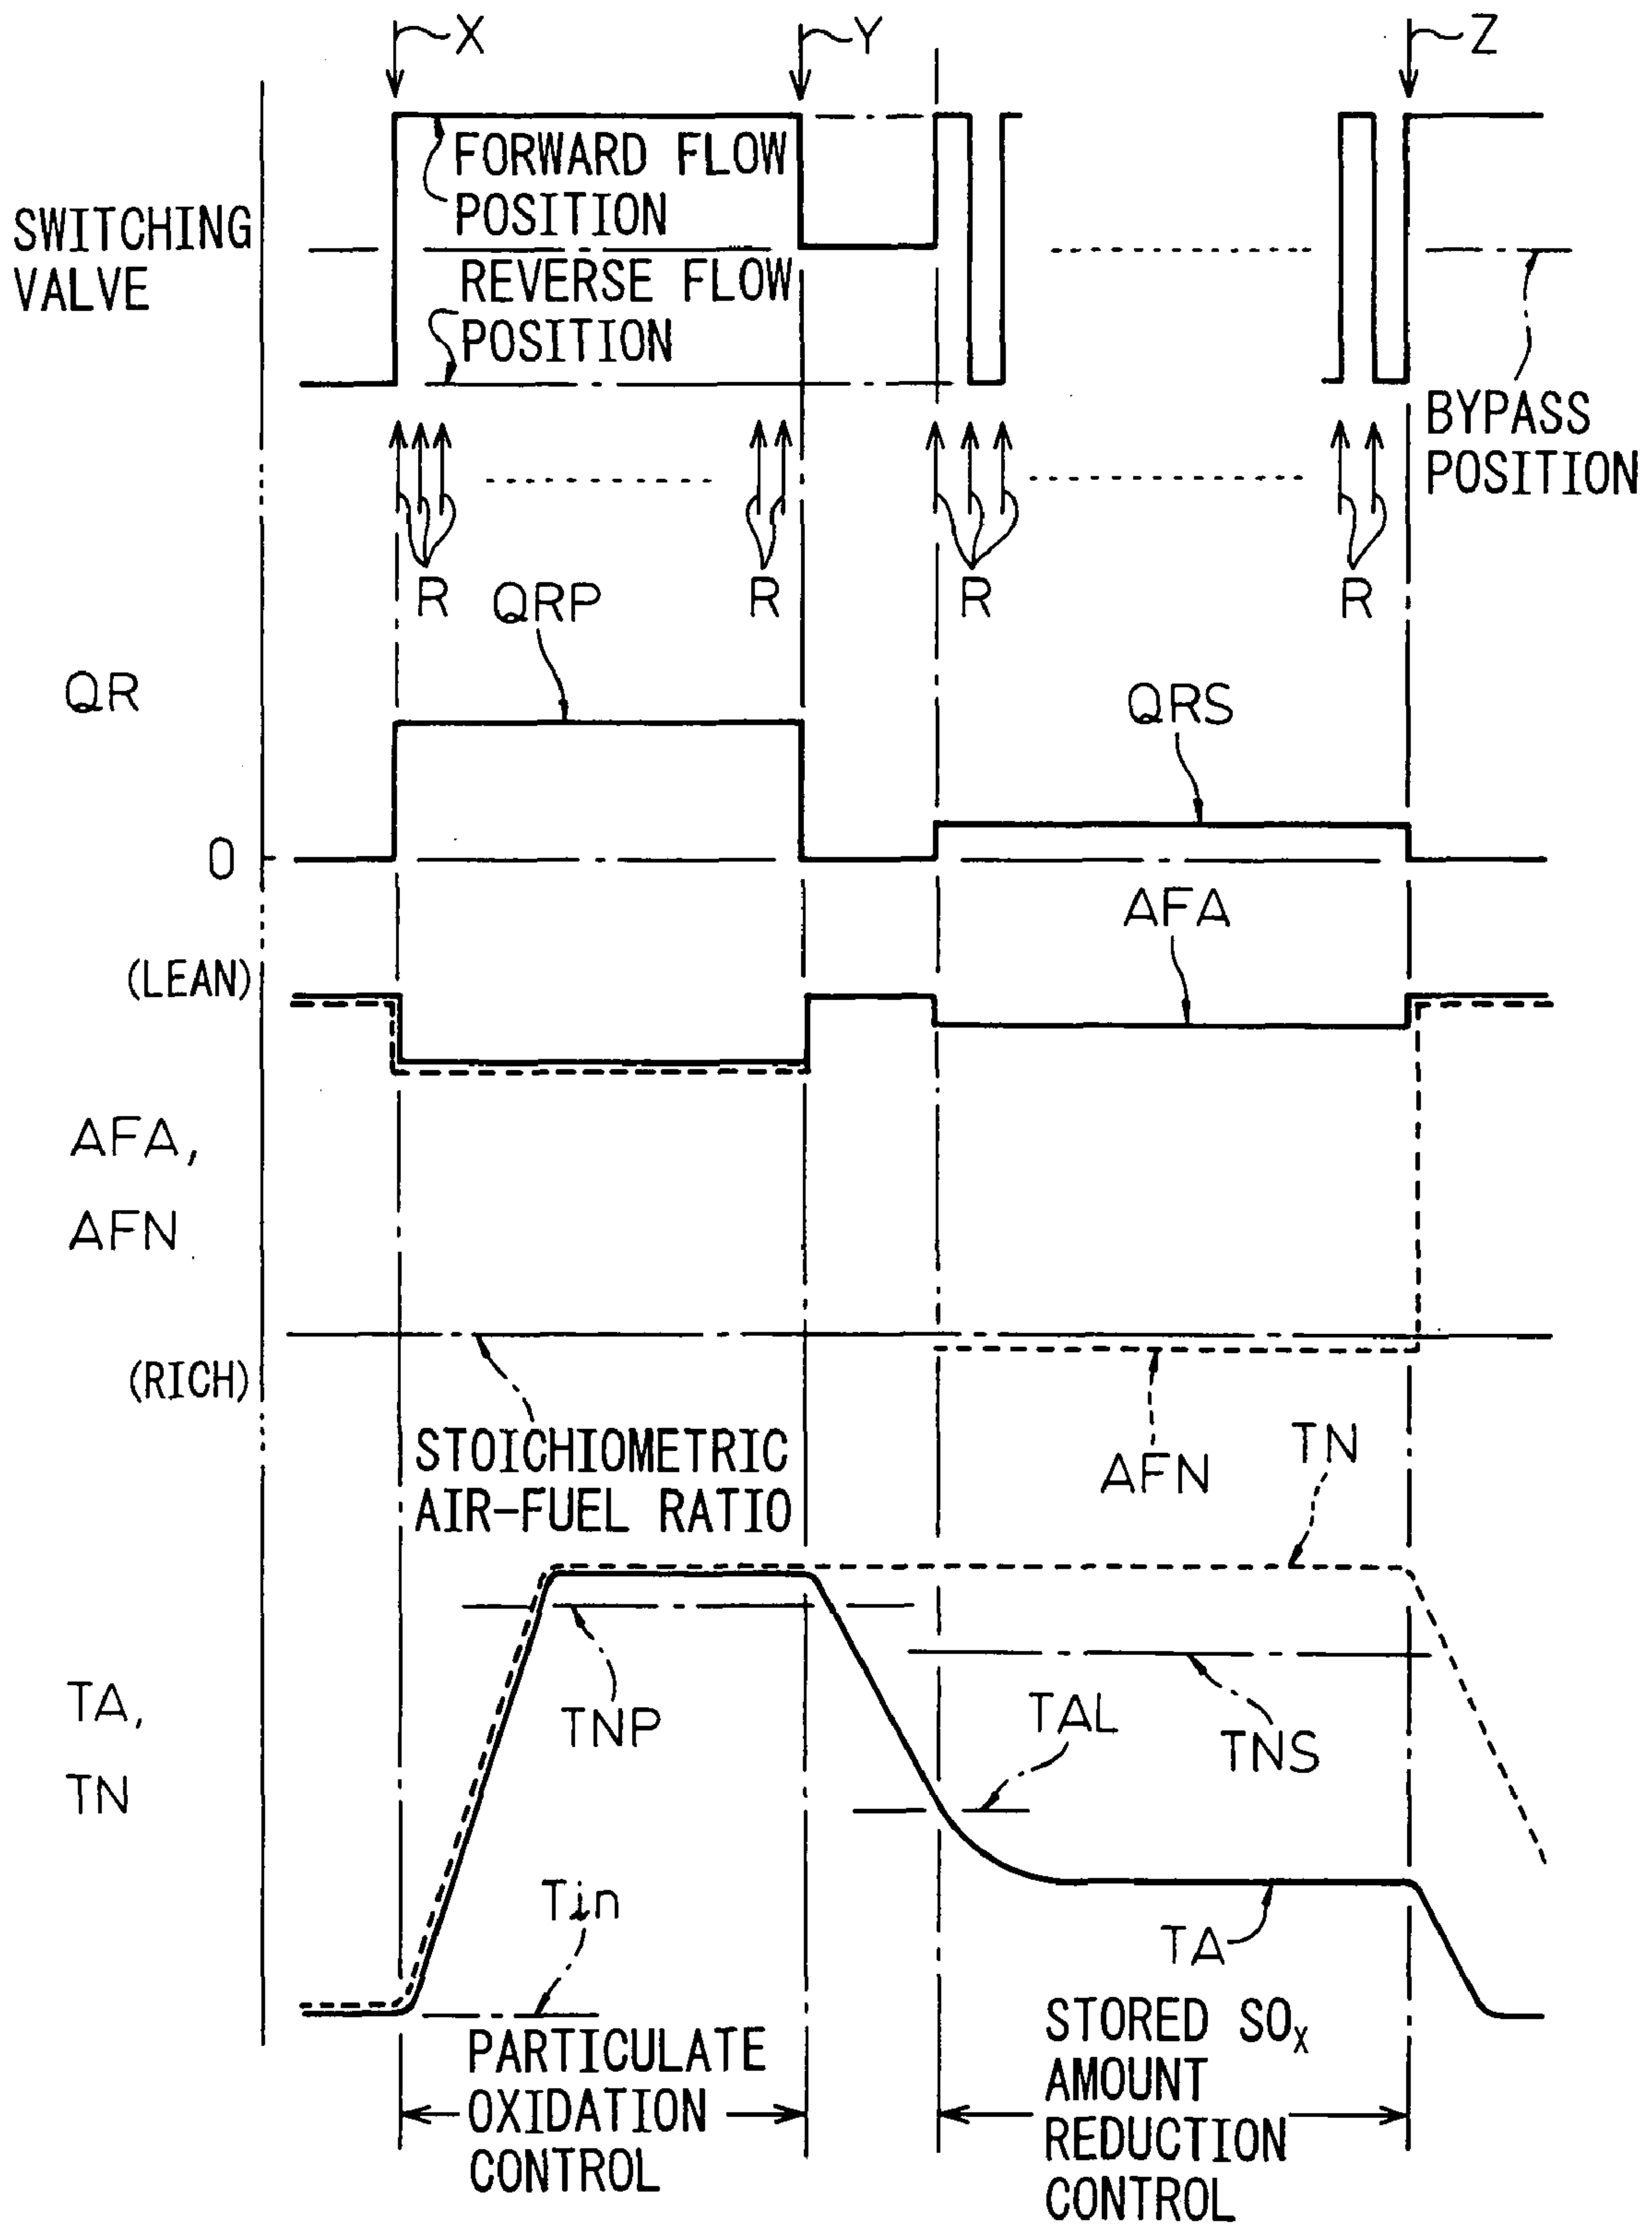 X
Y
Z
FORWARD FLOW
POSITION
SWITCHING
VALVE
REVERSE FLOW
POSITION
BYPASS
POSITION
R
R
R
R
QRP
QR
QRS
0
AFA
(LEAN)
AFA,
AFN
(RICH)
STOICHIOMETRIC
AIR-FUEL RATIO
AFN
TN
TNP
TAL
TNS
TA,
TN
Tin
TA
PARTICULATE
OXIDATION
CONTROL
STORED SOX
AMOUNT
REDUCTION
CONTROL